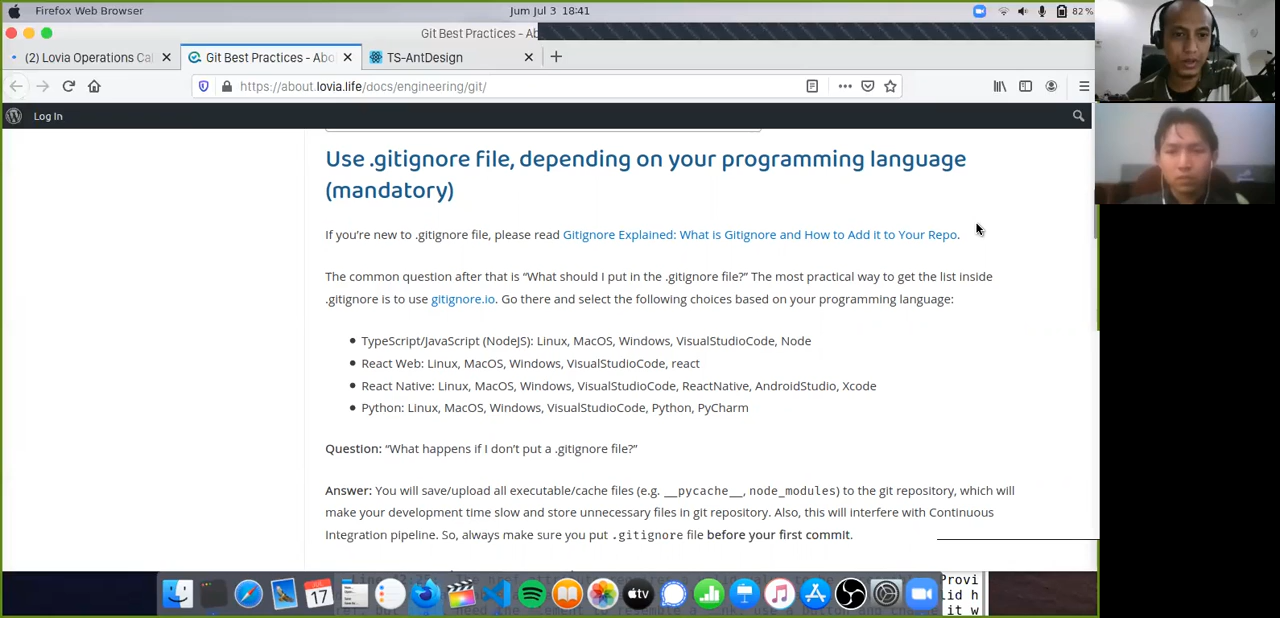 Firefox Web Browser
Jum Jul 3 18:41
82%
Git Best Practices - Ab
(2) Lovia Operations Cal
Git Best Practices - Abo
TS-AntDesign
https://about.lovia.life/docs/engineering/git/
Log In
Use .gitignore file, depending on your programming language
(mandatory)
If you’re new to .gitignore file, please read Gitignore Explained: What is Gitignore and How to Add it to Your Repo.
The common question after that is “What should I put in the .gitignore file?” The most practical way to get the list inside
.gitignore is to use gitignore.io. Go there and select the following choices based on your programming language:
TypeScript/JavaScript (NodeJS): Linux, MacOS, Windows, VisualStudioCode, Node
React Web: Linux, MacOS, Windows, VisualStudioCode, react
React Native: Linux, MacOS, Windows, VisualStudioCode, ReactNative, AndroidStudio, Xcode
Python: Linux, MacOS, Windows, VisualStudioCode, Python, PyCharm
Question: “What happens if I don’t put a .gitignore file?”
Answer: You will save/upload all executable/cache files (e.g. __pycache__, node_modules) to the git repository, which will
make your development time slow and store unnecessary files in git repository. Also, this will interfere with Continuous
Integration pipeline. So, always make sure you put .gitignore file before your first commit.
Provi
lid h
it w
17
tv